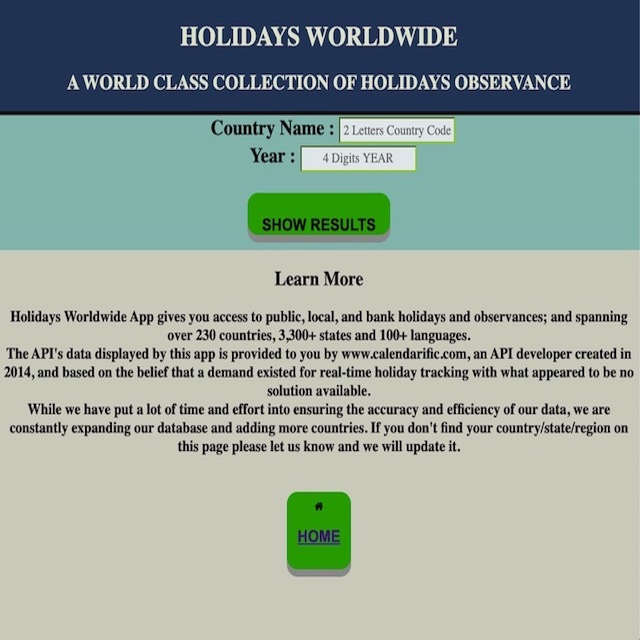 HOLIDAYS WORLDWIDE
A WORLD CLASS COLLECTION OF HOLIDAYS OBSERVANCE
Country Name : 2 Letters Country Code
Year : 4 Digits YEAR
SHOW RESULTS
Learn More
Holidays Worldwide App gives you access to public, local, and bank holidays and observances; and spanning
over 230 countries, 3,300+ states and 100+ languages.
The API's data displayed by this app is provided to you by www.calendarific.com, an API developer created in
2014, and based on the belief that a demand existed for real-time holiday tracking with what appeared to be no
solution available.
While we have put a lot of time and effort into ensuring the accuracy and efficiency of our data, we are
constantly expanding our database and adding more countries. If you don't find your country/state/region on
this page please let us know and we will update it.
HOME